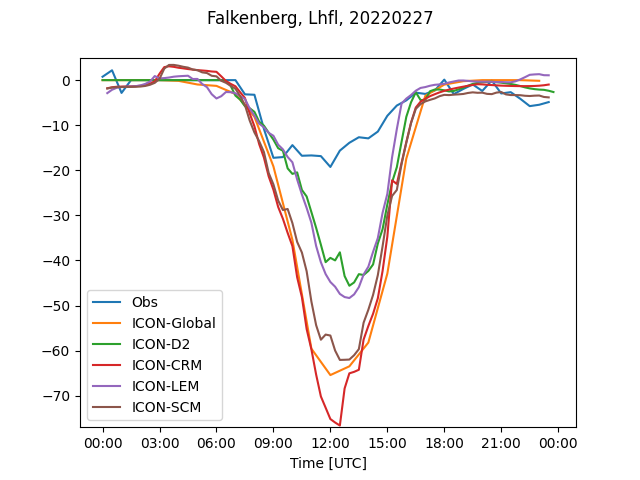 Falkenberg, Lhfl, 20220227
0
−10
−20
−30
−40
−50
−60
−70
Obs
ICON-Global
ICON-D2
ICON-CRM
ICON-LEM
ICON-SCM
00:00 03:00 06:00 09:00 12:00 15:00 18:00 21:00 00:00
Time [UTC]